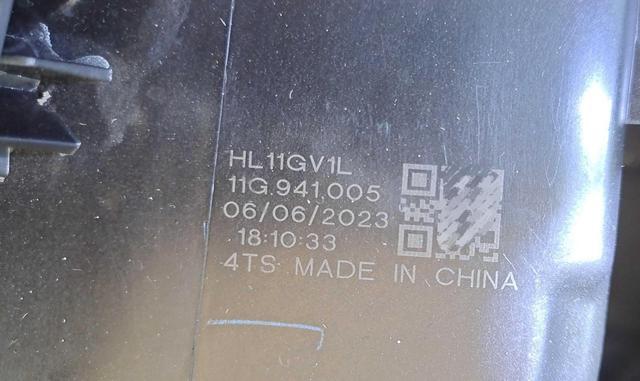 HL11GV1L
11G.941.005
06/06/2023
18:10:33
4TS MADE IN CHINA